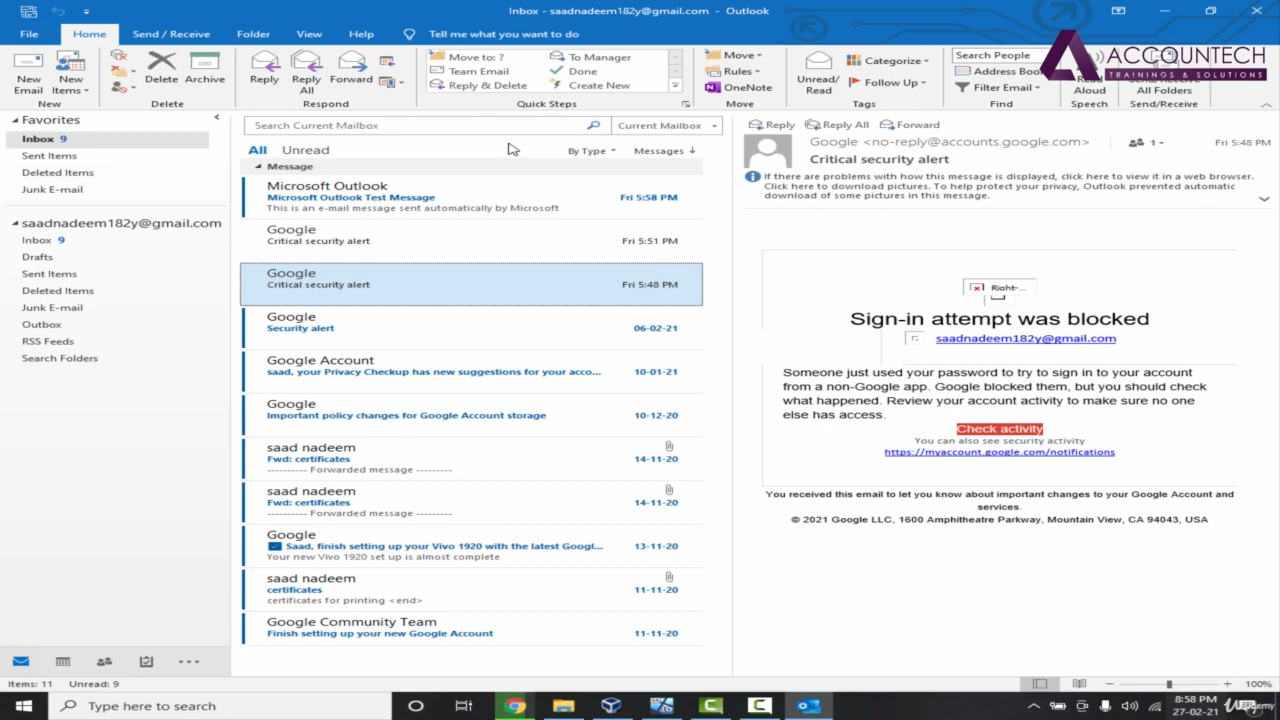 Inbox - saadnadeem182y@gmail.com - Outlook
File Home Send / Receive Folder View Help Tell me what you want to do
New Email
New Items
New
Delete
Archive
Delete
Reply
Reply All
Forward
Respond
Move to: ?
Team Email
Reply & Delete
To Manager
Done
Create New
Quick Steps
Move
Rules
OneNote
Move
Unread/ Read
Categorize
Follow Up
Tags
Search People
Address Boo
Filter Email
Find
Read Aloud
Speech
Send/Receive All Folders
Send/Receive
ACCOUNTECH
TRAININGS & SOLUTIONS
Favorites
Inbox 9
Sent Items
Deleted Items
Junk E-mail
saadnadeem182y@gmail.com
Inbox 9
Drafts
Sent Items
Deleted Items
Junk E-mail
Outbox
RSS Feeds
Search Folders
Search Current Mailbox Current Mailbox
All Unread By Type Messages
Message
Microsoft Outlook
Microsoft Outlook Test Message Fri 5:58 PM
This is an e-mail message sent automatically by Microsoft
Google
Critical security alert Fri 5:51 PM
Google
Critical security alert Fri 5:48 PM
Google
Security alert 06-02-21
Google Account
saad, your Privacy Checkup has new suggestions for your acco... 10-01-21
Google
Important policy changes for Google Account storage 10-12-20
saad nadeem
Fwd: certificates 14-11-20
---------- Forwarded message ---------
saad nadeem
Fwd: certificates 14-11-20
---------- Forwarded message ---------
Google
Saad, finish setting up your Vivo 1920 with the latest Googl... 13-11-20
Your new Vivo 1920 set up is almost complete
saad nadeem
certificates 11-11-20
certificates for printing <end>
Google Community Team
Finish setting up your new Google Account 11-11-20
Reply Reply All Forward
Google <no-reply@accounts.google.com> 1 Fri 5:48 PM
Critical security alert
If there are problems with how this message is displayed, click here to view it in a web browser.
Click here to download pictures. To help protect your privacy, Outlook prevented automatic
download of some pictures in this message.
Right-...
Sign-in attempt was blocked
saadnadeem182y@gmail.com
Someone just used your password to try to sign in to your account
from a non-Google app. Google blocked them, but you should check
what happened. Review your account activity to make sure no one
else has access.
Check activity
You can also see security activity
https://myaccount.google.com/notifications
You received this email to let you know about important changes to your Google Account and
services.
© 2021 Google LLC, 1600 Amphitheatre Parkway, Mountain View, CA 94043, USA
Items: 11 Unread: 9 100%
Type here to search
8:58 PM
27-02-21
Udemy